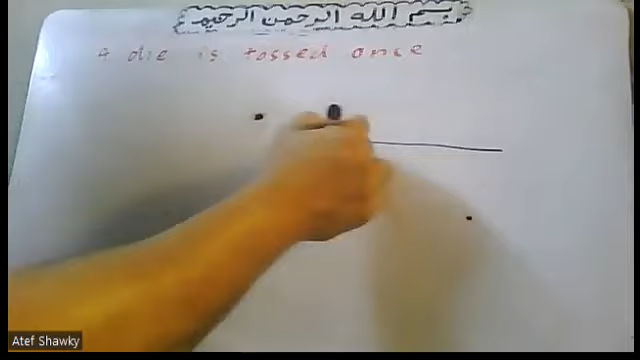 بسم الله الرحمن الرحيم
A die is tossed once
Atef Shawky